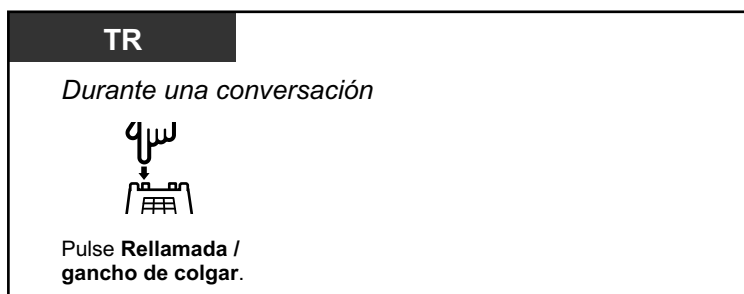 TR
Durante una conversación
Pulse Rellamada /
gancho de colgar.